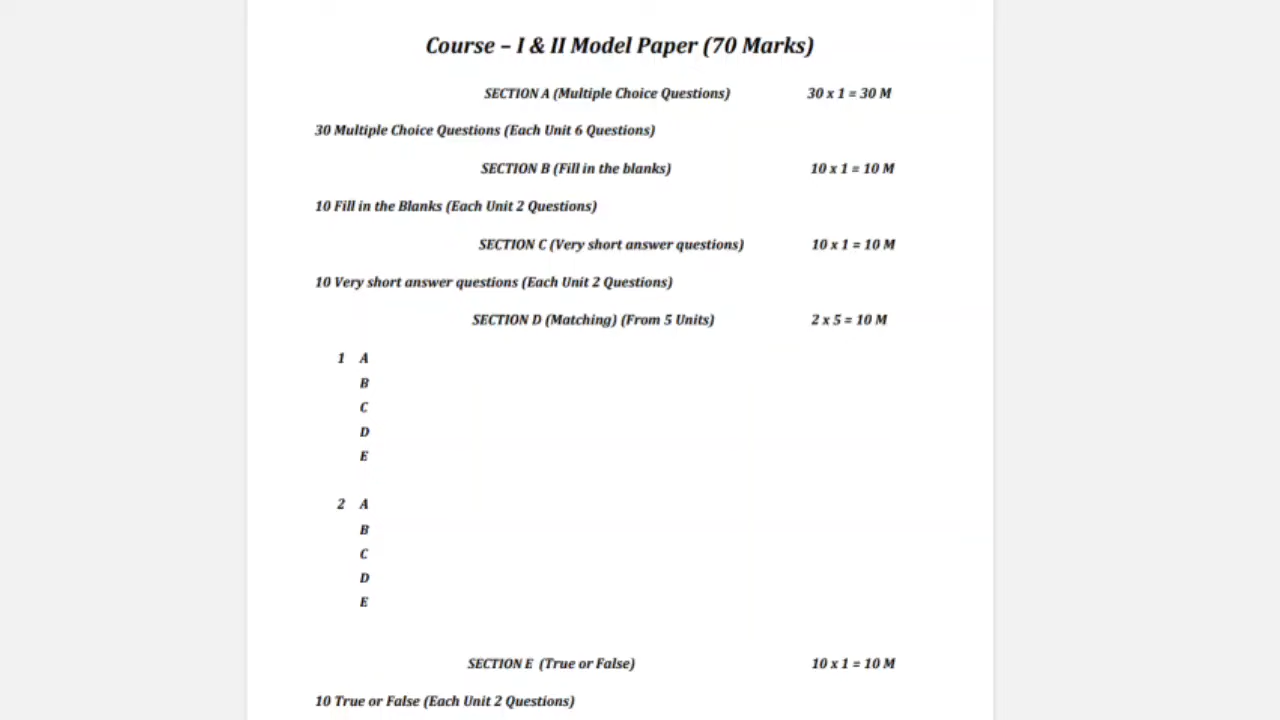 Course – I & II Model Paper (70 Marks)
SECTION A (Multiple Choice Questions) 30 x 1 = 30 M
30 Multiple Choice Questions (Each Unit 6 Questions)
SECTION B (Fill in the blanks) 10 x 1 = 10 M
10 Fill in the Blanks (Each Unit 2 Questions)
SECTION C (Very short answer questions) 10 x 1 = 10 M
10 Very short answer questions (Each Unit 2 Questions)
SECTION D (Matching) (From 5 Units) 2 x 5 = 10 M
1 A
B
C
D
E
2 A
B
C
D
E
SECTION E (True or False) 10 x 1 = 10 M
10 True or False (Each Unit 2 Questions)